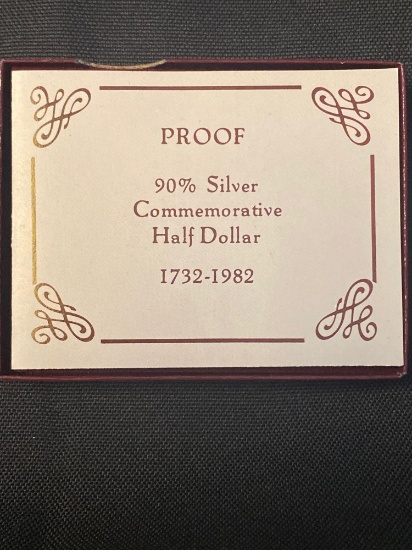 PROOF
90% Silver
Commemorative
Half Dollar
1732-1982